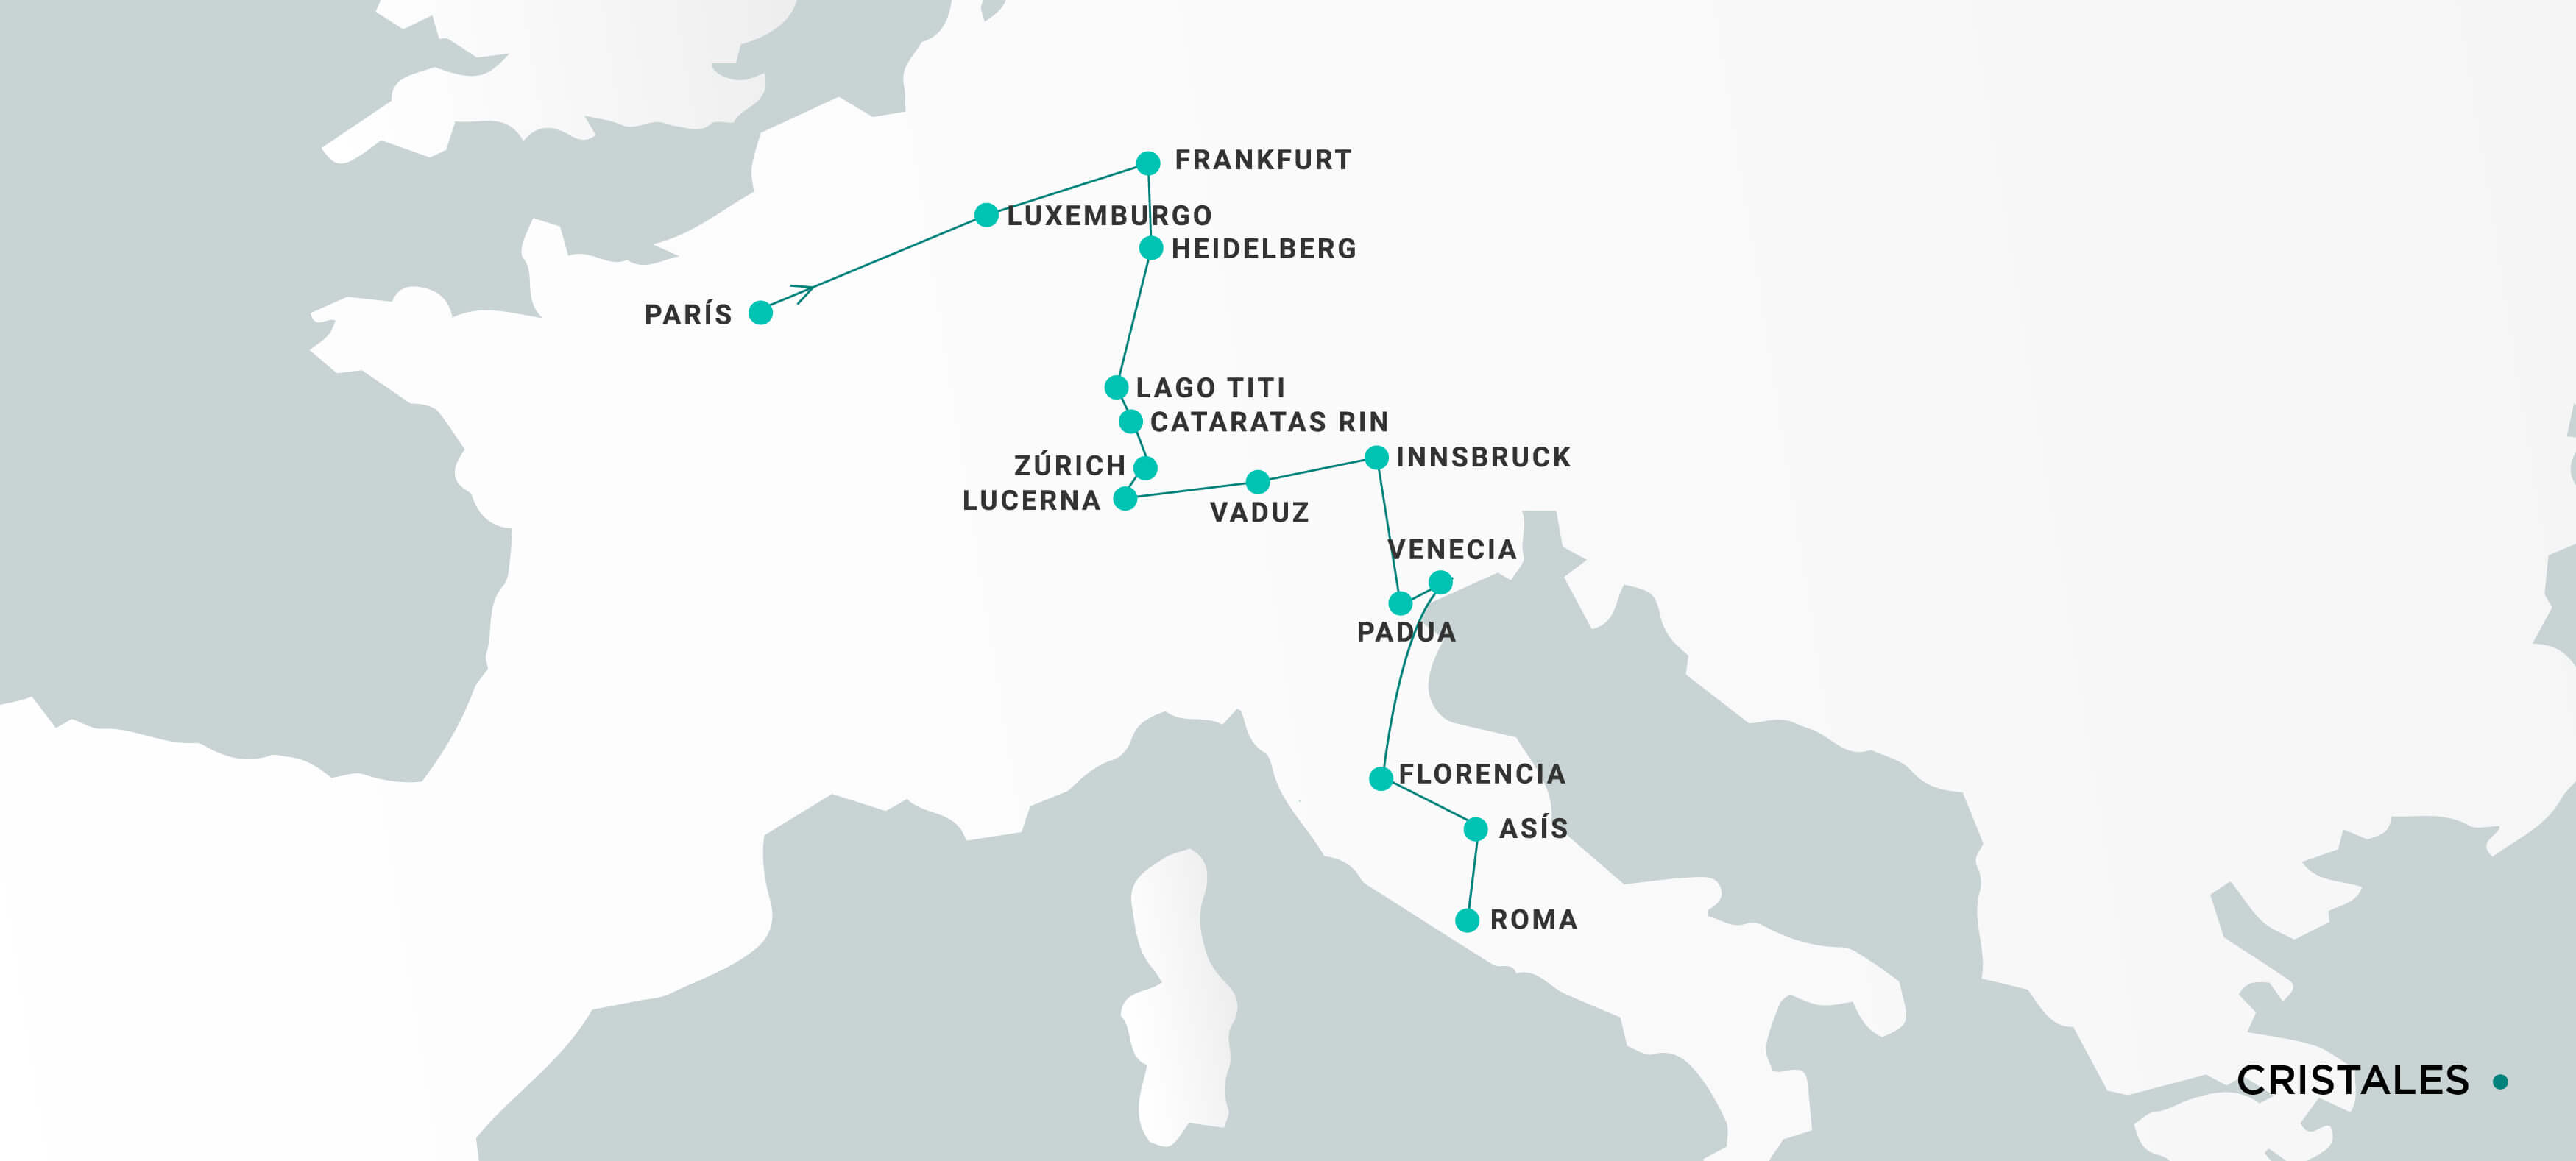 FRANKFURT
LUXEMBURGO
HEIDELBERG
PARÍS
LAGO TITI
CATARATAS RIN
ZÚRICH
INNSBRUCK
LUCERNA
VADUZ
VENECIA
PADUA
FLORENCIA
ASÍS
ROMA
CRISTALES